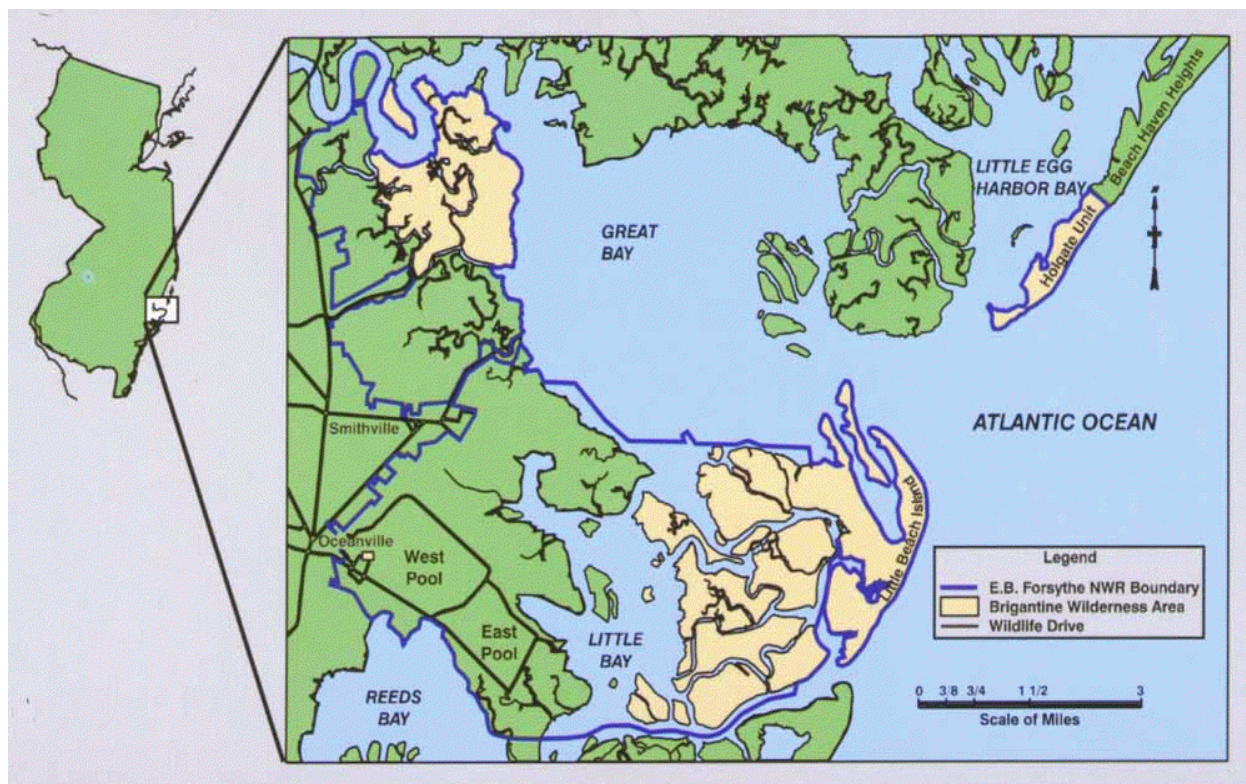 GREAT
BAY
LITTLE EGG
HARBOR BAY
Beach Haven Heights
Holgate Unit
ATLANTIC OCEAN
Smithville
Oceanville
West
Pool
East
Pool
LITTLE
BAY
REEDS
BAY
Little Beach Island
Legend
E.B. Forsythe NWR Boundary
Brigantine Wilderness Area
Wildlife Drive
0 3/8 3/4 1 1/2 3
Scale of Miles